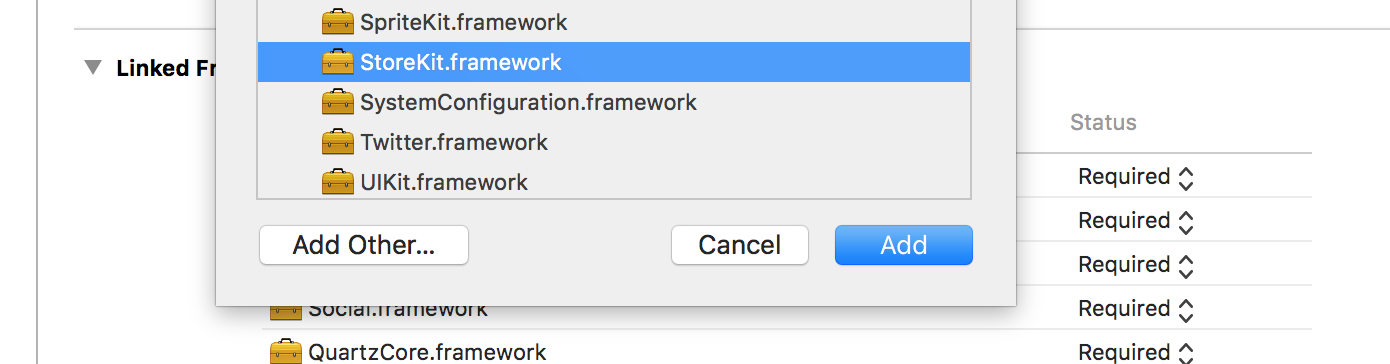 SpriteKit.framework
StoreKit.framework
Linked Fr
SystemConfiguration.framework
Status
Twitter.framework
UIKit.framework
Required
Required
Add Other...
Cancel
Add
Required
Social.framework
Required
QuartzCore.framework
Required